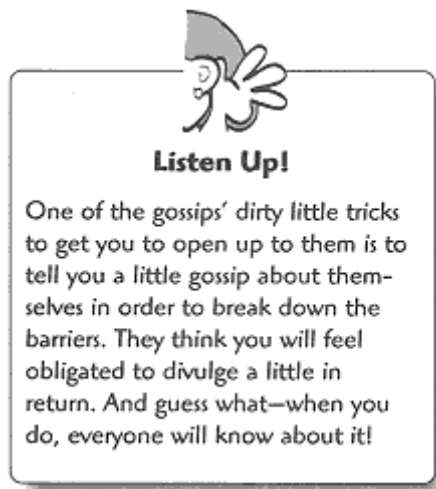 Listen Up!
One of the gossips' dirty little tricks
to get you to open up to them is to
tell you a little gossip about them-
selves in order to break down the
barriers. They think you will feel
obligated to divulge a little in
return. And guess what—when you
do, everyone will know about it!